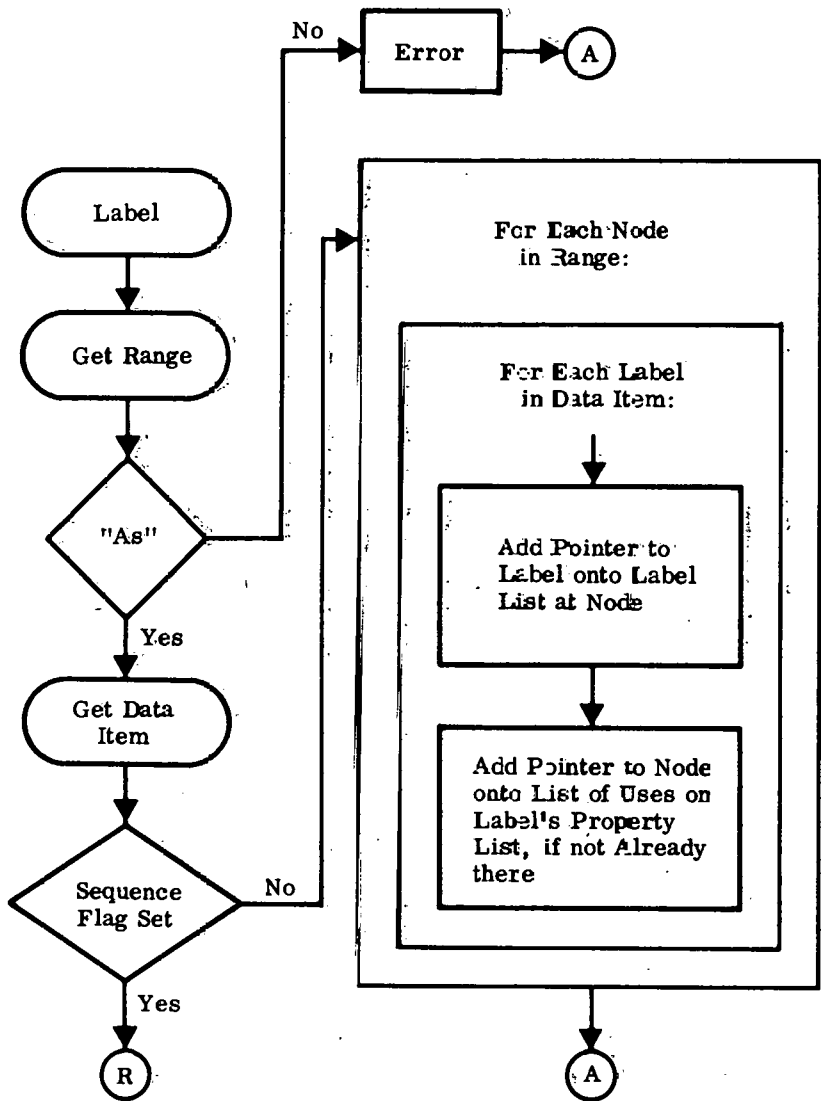 No
Error
A
Label
Get Range
"As"
Yes
Get Data
Item
Sequence
Flag Set
No
Yes
R
For Each Node
in Range:
For Each Label
in Data Item:
Add Pointer to
Label onto Label
List at Node
Add Pointer to Node
onto List of Uses on
Label's Property
List, if not Already
there
A